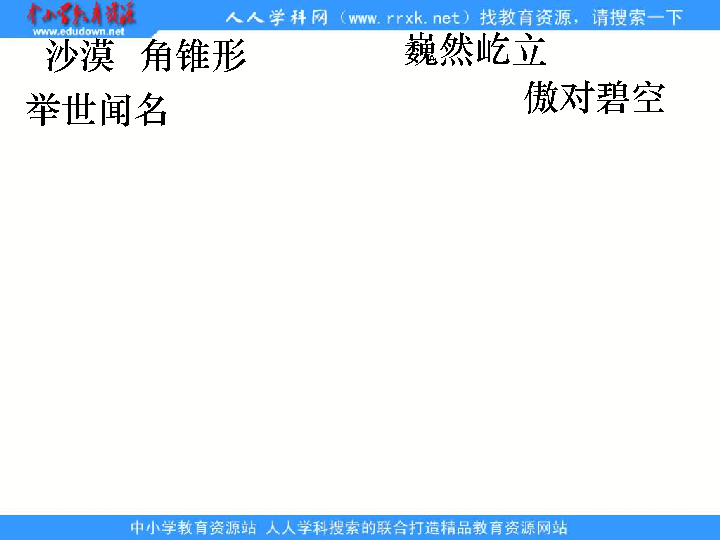 中小学教育资源
www.edudown.net
人人学科网（www.rrxk.net）找教育资源，请搜索一下
沙漠 角锥形
巍然屹立
举世闻名
傲对碧空
中小学教育资源站 人人学科搜索的联合打造精品教育资源网站